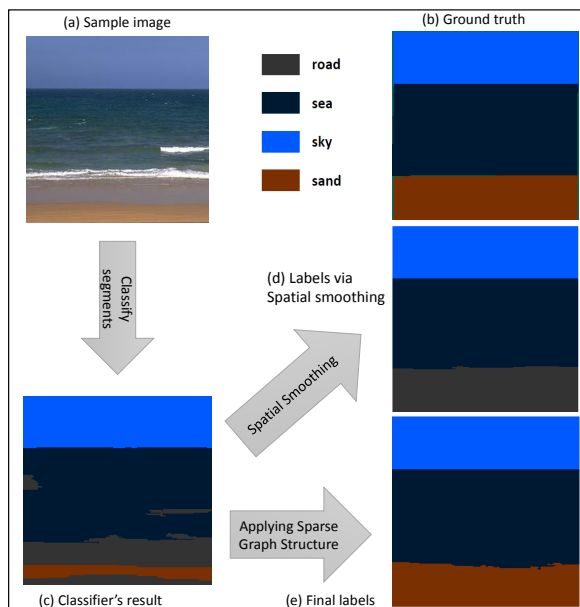 (a) Sample image
(b) Ground truth
road
sea
sky
sand
Classify
segments
(d) Labels via
Spatial smoothing
Spatial Smoothing
Applying Sparse
Graph Structure
(c) Classifier's result
(e) Final labels